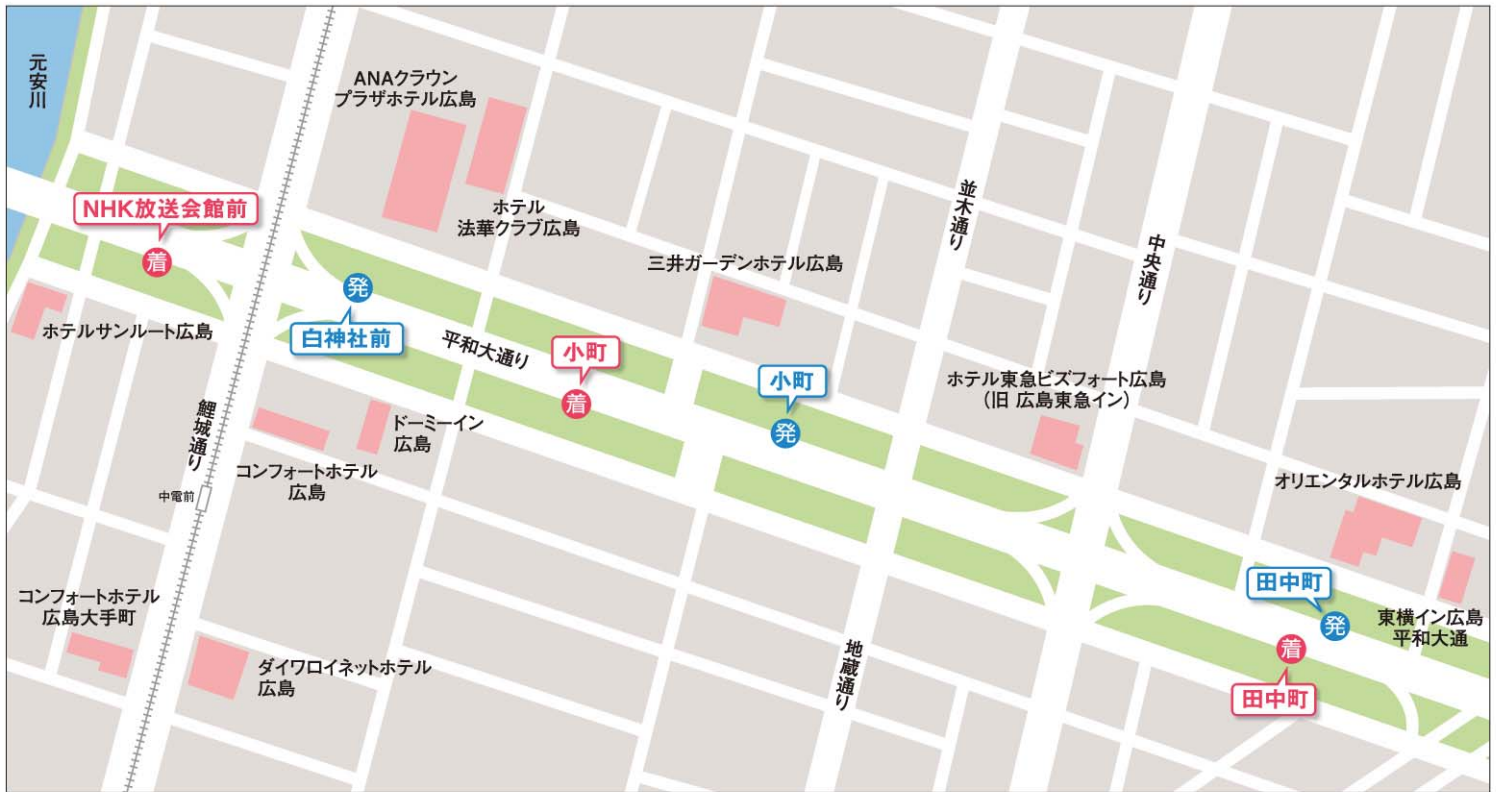 元安川
ANAクラウン
プラザホテル広島
NHK放送会館前
着
ホテル
法華クラブ広島
並木通り
中央通り
三井ガーデンホテル広島
発
白神社前
ホテルサンルート広島
平和大通り
小町
着
小町
発
ホテル東急ビズフォート広島
(旧 広島東急イン)
鯉城通り
ドーミーイン
広島
コンフォートホテル
広島
中電前
オリエンタルホテル広島
コンフォートホテル
広島大手町
ダイワロイネットホテル
広島
地蔵通り
田中町
発
東横イン広島
平和大通
着
田中町